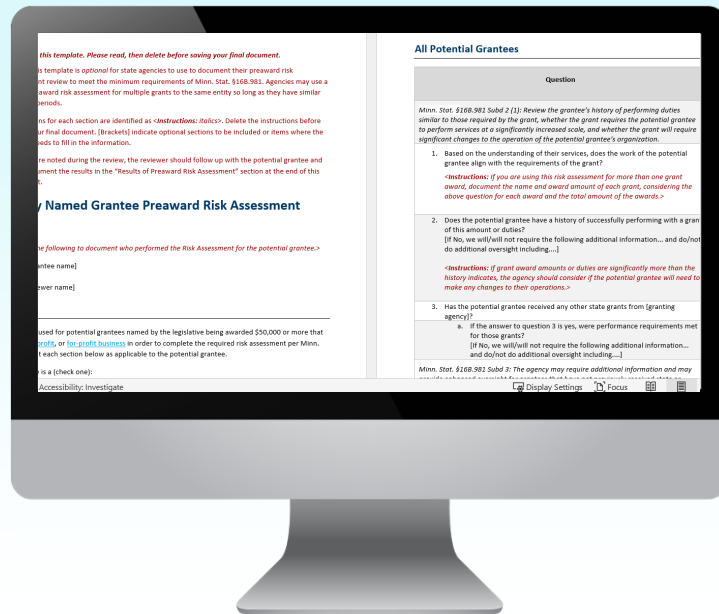 this template. Please read, then delete before saving your final document.
is template is optional for state agencies to use to document their preaward risk
nt review to meet the minimum requirements of Minn. Stat. §16B.981. Agencies may use a
award risk assessment for multiple grants to the same entity so long as they have similar
periods.
ns for each section are identified as <Instructions: italics>. Delete the instructions before
ur final document. [Brackets] indicate optional sections to be included or items where the
eeds to fill in the information.
re noted during the review, the reviewer should follow up with the potential grantee and
ument the results in the "Results of Preaward Risk Assessment" section at the end of this
t.
y Named Grantee Preaward Risk Assessment
he following to document who performed the Risk Assessment for the potential grantee.>
antee name]
ewer name]
used for potential grantees named by the legislative being awarded $50,000 or more that
profit, or for-profit business in order to complete the required risk assessment per Minn.
t each section below as applicable to the potential grantee.
is a (check one):
All Potential Grantees
Question
Minn. Stat. §16B.981 Subd 2 (1): Review the grantee's history of performing duties
similar to those required by the grant, whether the grant requires the potential grantee
to perform services at a significantly increased scale, and whether the grant will require
significant changes to the operation of the potential grantee's organization.
1. Based on the understanding of their services, does the work of the potential
grantee align with the requirements of the grant?
<Instructions: If you are using this risk assessment for more than one grant
award, document the name and award amount of each grant, considering the
above question for each award and the total amount of the awards.>
2. Does the potential grantee have a history of successfully performing with a gran
of this amount or duties?
[If No, we will/will not require the following additional information... and do/not
do additional oversight including....]
<Instructions: If grant award amounts or duties are significantly more than the
history indicates, the agency should consider if the potential grantee will need to
make any changes to their operations.>
3. Has the potential grantee received any other state grants from [granting
agency]?
a. If the answer to question 3 is yes, were performance requirements met
for those grants?
[If No, we will/will not require the following additional information...
and do/not do additional oversight including....]
Minn. Stat. §16B.981 Subd 3: The agency may require additional information and may
Accessibility: Investigate
Display Settings
Focus